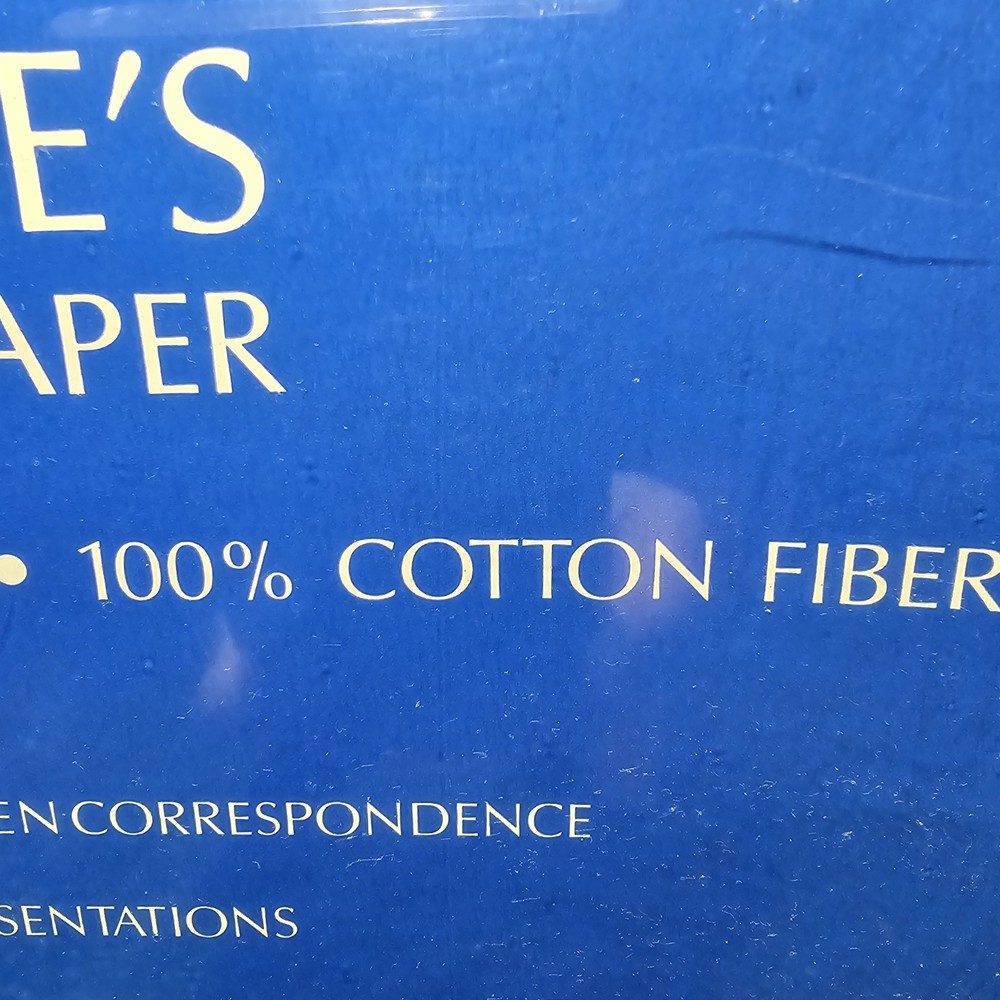 E'S
APER
• 100% COTTON FIBER
EN CORRESPONDENCE
SENTATIONS